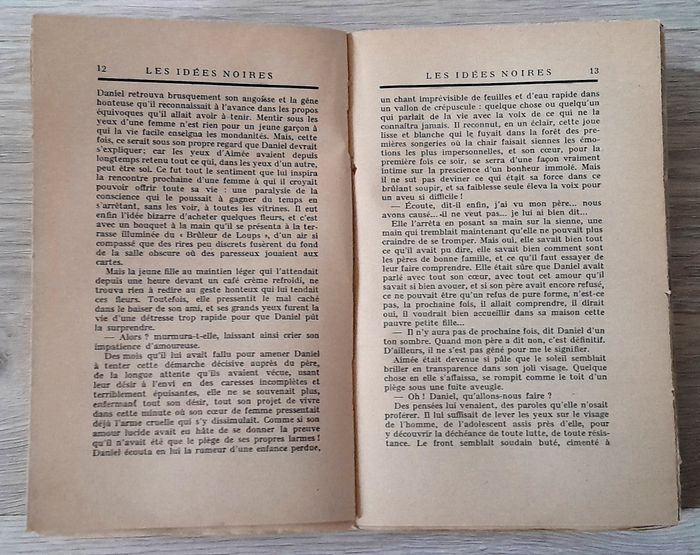 12 LES IDÉES NOIRES
Daniel retrouva brusquement son angoisse et la gêne
honteuse qu'il reconnaissait à l'avance dans les propos
équivoques qu'il allait avoir à tenir. Mentir sous les
yeux d'une femme n'est rien pour un jeune garçon à
qui la vie facile enseigna les mondanités. Mais cette
fois, ce serait sous son propre regard que Daniel devrait
s'expliquer; car les yeux d'Aimée avaient depuis
longtemps retenu tout ce qui, dans les yeux d'un autre,
peut être soi. Ce fut tout le sentiment que lui inspira
la rencontre prochaine d'une femme à qui il croyait
pouvoir offrir toute sa vie : une paralysie de la
conscience qui le poussait à gagner du temps en
s'arrêtant, sans les voir, à toutes les vitrines. Il eut
enfin l'idée bizarre d'acheter quelques fleurs, et c'est
avec un bouquet à la main qu'il se présenta à la ter-
rasse illuminée du « Brûleur de Loups », d'un air si
compassé que des rires peu discrets fusèrent du fond
de la salle obscure où des paresseux jouaient aux
cartes.
Mais la jeune fille au maintien léger qui l'attendait
depuis une heure devant un café crème refroidi, ne
trouva rien à redire au geste honteux qui lui tendit
ces fleurs. Toutefois, elle pressentit le mal caché
dans le baiser de son ami, et ses grands yeux furent la
vie d'une détresse trop rapide pour que Daniel pût
la surprendre.
— Alors ? murmura-t-elle, laissant ainsi crier son
impatience d'amoureuse.
Des mois qu'il lui avait fallu pour amener Daniel
à tenter cette démarche décisive auprès du père,
de la longue attente qu'ils avaient vécue, usant
leur désir à l'envi en des caresses incomplètes et
terriblement épuisantes, elle ne se souvenait plus,
enfermant tout son désir, tout son projet de vivre
dans cette minute où son cœur de femme pressentait
déjà l'arme cruelle qui s'y dissimulait. Comme si son
amour lucide avait eu hâte de se donner la preuve
qu'il n'avait été que le piège de ses propres larmes !
Daniel écouta en lui la rumeur d'une enfance perdue,
LES IDÉES NOIRES 13
un chant imprévisible de feuilles et d'eau rapide dans
un vallon de crépuscule : quelque chose ou quelqu'un
qui parlait de la vie avec la voix de ce qui ne la
connaîtra jamais. Il reconnut, en un éclair, cette joue
lisse et blanche qui le fuyait dans la forêt des pre-
mières songeries où la chair faisait siennes les émo-
tions les plus impersonnelles, et son cœur, pour la
première fois ce soir, se serra d'une façon vraiment
intime sur la prescience d'un bonheur immolé. Mais
il ne sut pas deviner ce qui était sa force dans ce
brûlant soupir, et sa faiblesse seule éleva la voix pour
un aveu si difficile !
— Écoute, dit-il enfin, j'ai vu mon père... nous
avons causé... il ne veut pas... je lui ai bien dit...
Elle l'arrêta en posant sa main sur la sienne, une
main qui tremblait maintenant qu'elle ne pouvait plus
craindre de se tromper. Mais oui, elle savait bien tout
ce qu'il avait pu dire, elle savait bien comment sont
les pères de bonne famille, et ce qu'il faut essayer de
leur faire comprendre. Elle était sûre que Daniel avait
parlé avec tout son cœur, avec tout cet amour qu'il
savait si bien avouer, et si son père avait encore refusé,
ce ne pouvait être qu'un refus de pure forme, n'est-ce
pas, la prochaine fois, il allait comprendre, il dirait
oui, il voudrait bien accueillir dans sa maison cette
pauvre petite fille...
— Il n'y aura pas de prochaine fois, dit Daniel d'un
ton sombre. Quand mon père a dit non, c'est définitif.
D'ailleurs, il ne s'est pas gêné pour me le signifier.
Aimée était devenue si pâle que le soleil semblait
briller en transparence dans son joli visage. Quelque
chose en elle s'affaissa, se rompit comme le toit d'un
piège sous une fuite aveugle.
— Oh ! Daniel, qu'allons-nous faire ?
Des pensées lui venaient, des paroles qu'elle n'osait
proférer. Il lui suffisait de lever les yeux sur le visage
de l'homme, de l'adolescent assis près d'elle, pour
y découvrir la déchéance de toute lutte, de toute résis-
tance. Le front semblait soudain buté, cimenté à